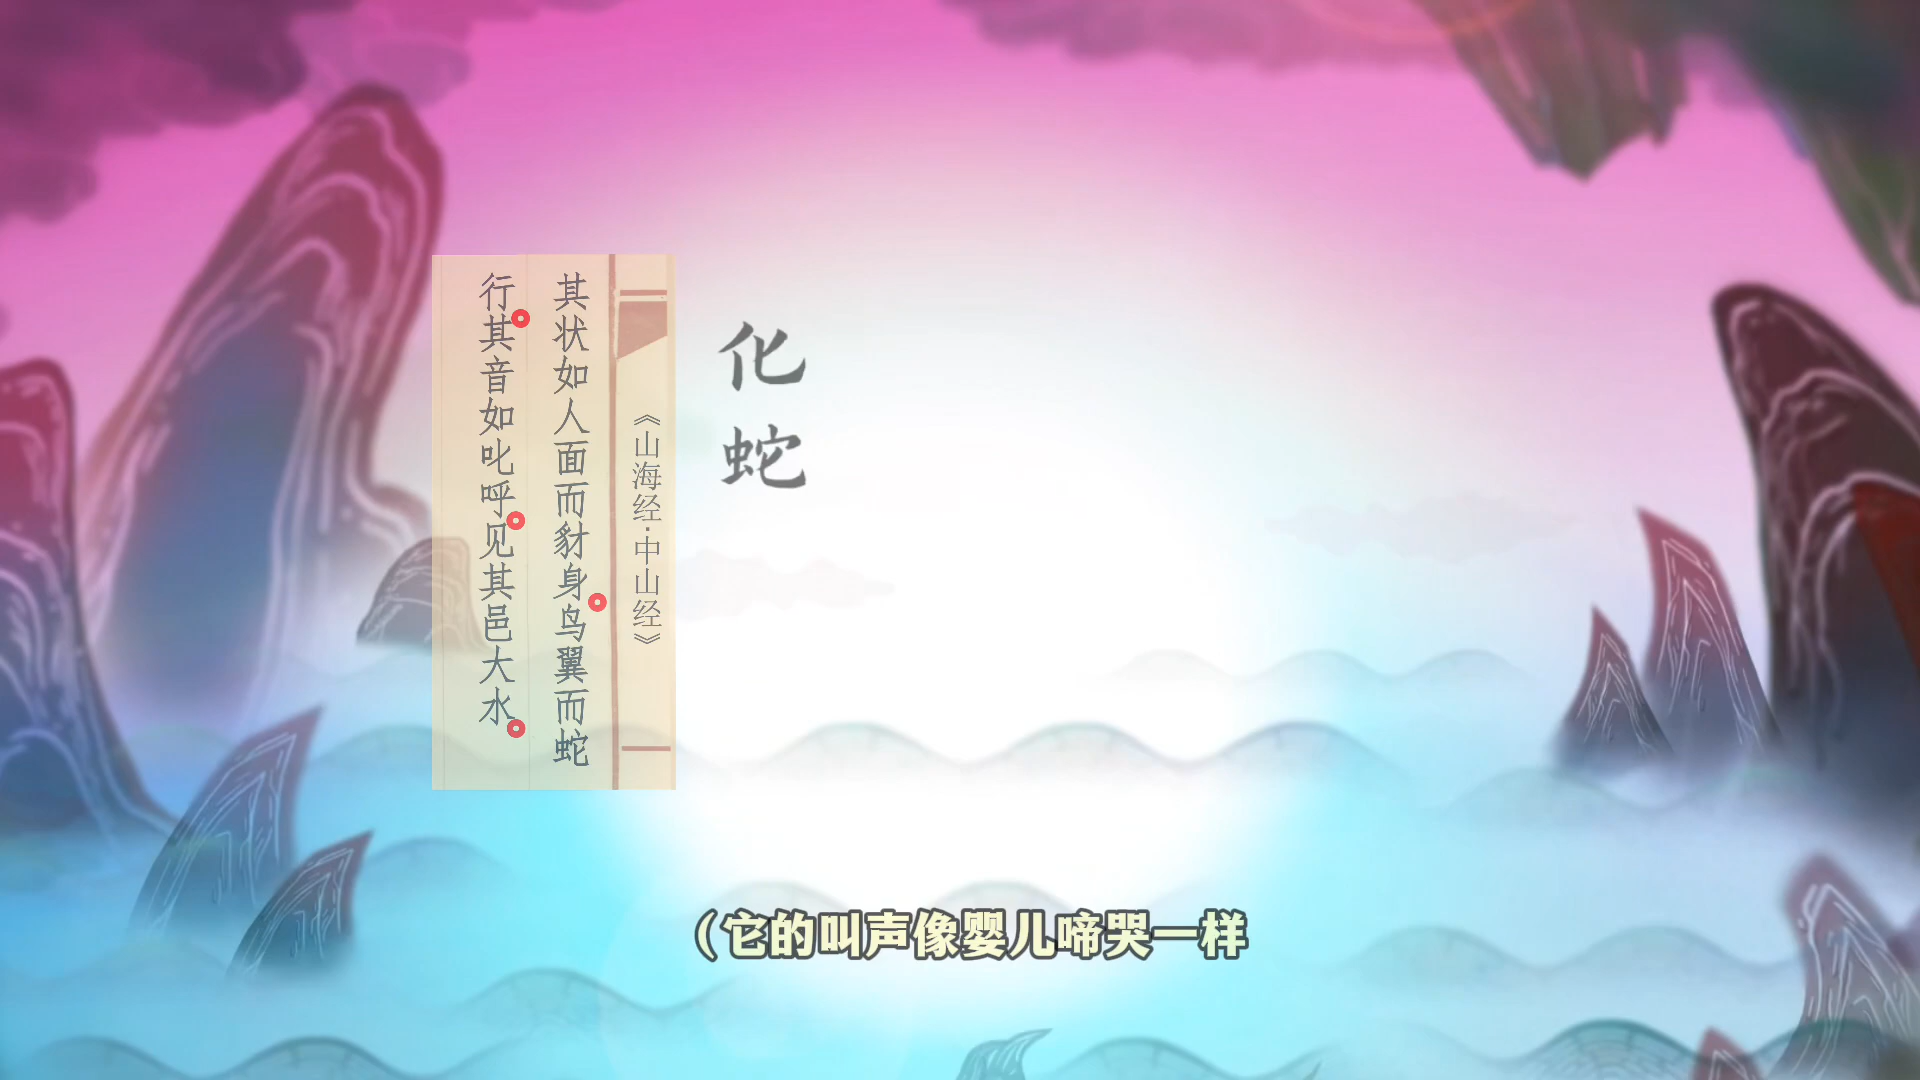 化蛇
《山海经·中山经》
其状如人面而豺身鸟翼而蛇
行其音如叱呼见其邑大水
（它的叫声像婴儿啼哭一样